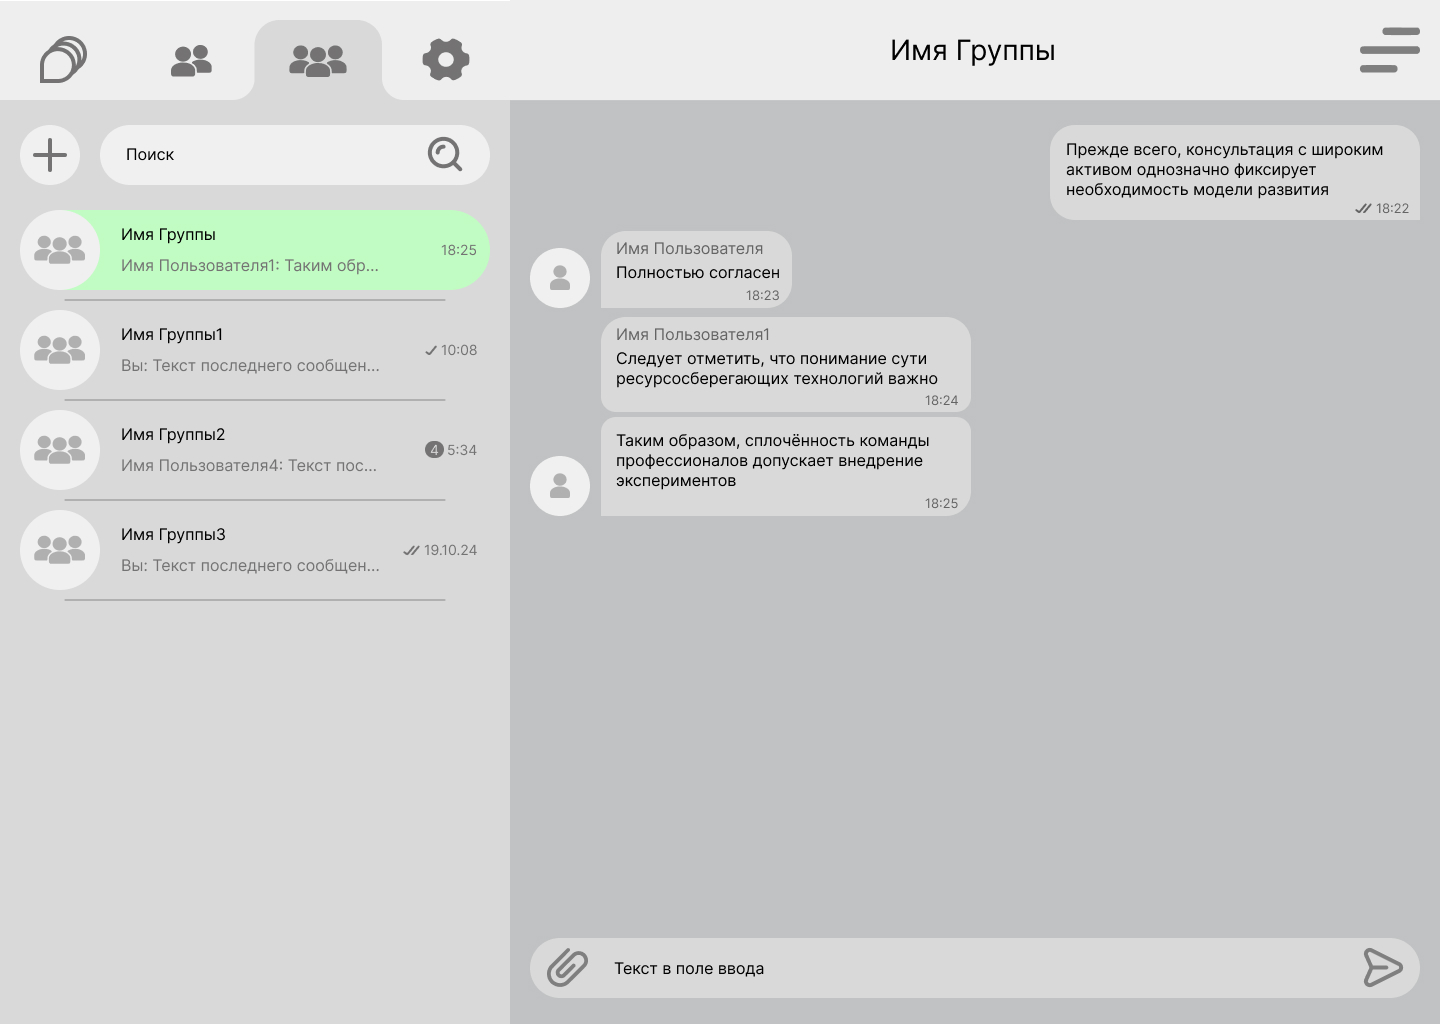 Имя Группы
Поиск
Имя Группы
Имя Пользователя1: Таким обр...
18:25
Имя Группы1
Вы: Текст последнего сообщен...
10:08
Имя Группы2
Имя Пользователя4: Текст пос...
4 5:34
Имя Группы3
Вы: Текст последнего сообщен...
19.10.24
Прежде всего, консультация с широким
активом однозначно фиксирует
необходимость модели развития
18:22
Имя Пользователя
Полностью согласен
18:23
Имя Пользователя1
Следует отметить, что понимание сути
ресурсосберегающих технологий важно
18:24
Таким образом, сплочённость команды
профессионалов допускает внедрение
экспериментов
18:25
Текст в поле ввода